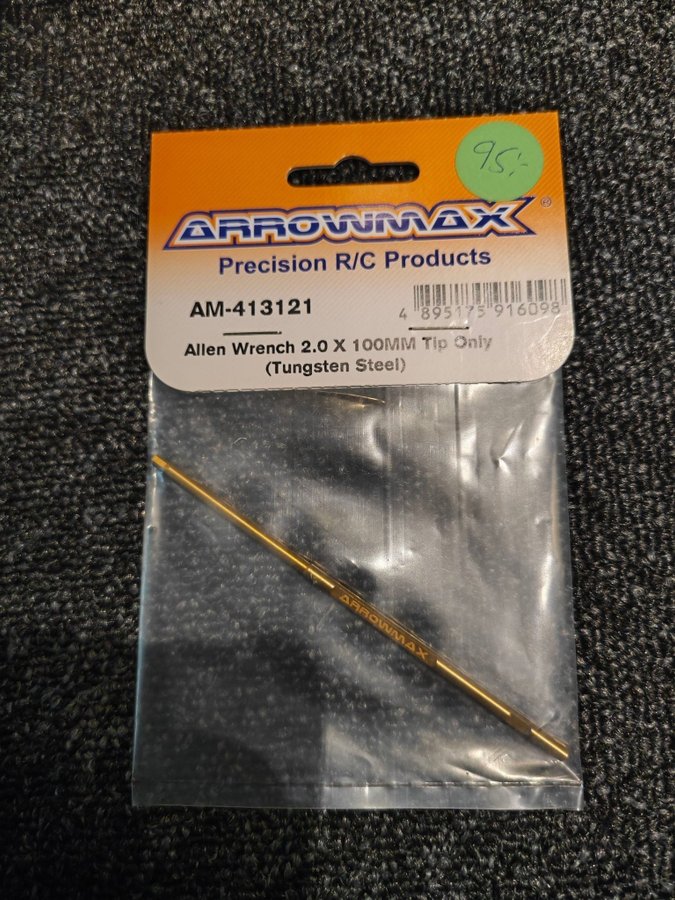 95:-
ARROWMAX®
Precision R/C Products
AM-413121
4 895175 916098
Allen Wrench 2.0 X 100MM Tip Only
(Tungsten Steel)
ARROWMAX